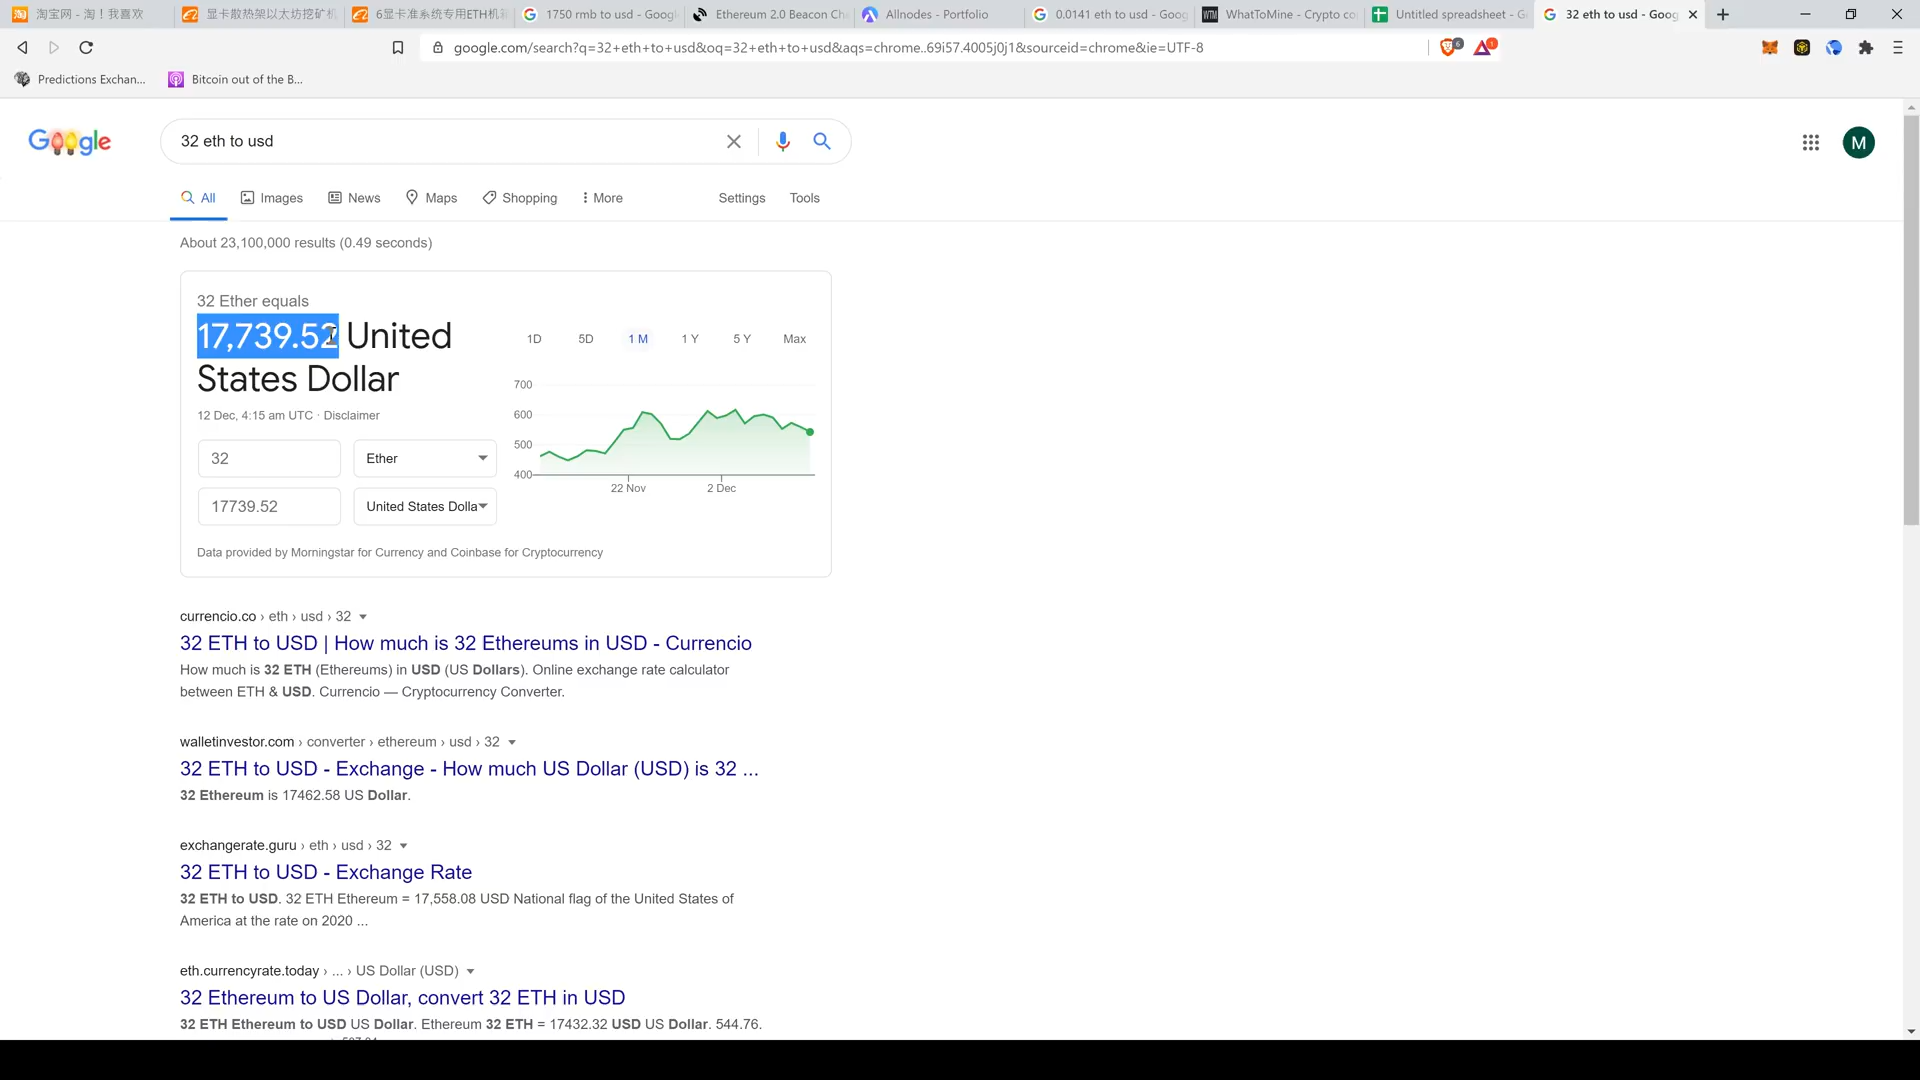 淘宝网 - 淘！我喜欢
显卡散热架以太坊挖矿机
6显卡准系统专用ETH机箱
1750 rmb to usd - Goog
Ethereum 2.0 Beacon Cha
Allnodes - Portfolio
0.0141 eth to usd - Goog
WTM
WhatToMine - Crypto co
Untitled spreadsheet - G
32 eth to usd - Goog
google.com/search?q=32+eth+to+usd&oq=32+eth+to+usd&aqs=chrome..69i57.4005j0j1&sourceid=chrome&ie=UTF-8
6
1
Predictions Exchan...
Bitcoin out of the B...
Google
32 eth to usd
M
All
Images
News
Maps
Shopping
More
Settings
Tools
About 23,100,000 results (0.49 seconds)
32 Ether equals
17,739.52 United
States Dollar
12 Dec, 4:15 am UTC · Disclaimer
32
Ether
17739.52
United States Dolla
1D
5D
1 M
1 Y
5 Y
Max
700
600
500
400
22 Nov
2 Dec
Data provided by Morningstar for Currency and Coinbase for Cryptocurrency
currencio.co › eth › usd › 32
32 ETH to USD | How much is 32 Ethereums in USD - Currencio
How much is 32 ETH (Ethereums) in USD (US Dollars). Online exchange rate calculator
between ETH & USD. Currencio — Cryptocurrency Converter.
walletinvestor.com › converter › ethereum › usd › 32
32 ETH to USD - Exchange - How much US Dollar (USD) is 32 ...
32 Ethereum is 17462.58 US Dollar.
exchangerate.guru › eth › usd › 32
32 ETH to USD - Exchange Rate
32 ETH to USD. 32 ETH Ethereum = 17,558.08 USD National flag of the United States of
America at the rate on 2020 ...
eth.currencyrate.today › ... › US Dollar (USD)
32 Ethereum to US Dollar, convert 32 ETH in USD
32 ETH Ethereum to USD US Dollar. Ethereum 32 ETH = 17432.32 USD US Dollar. 544.76.